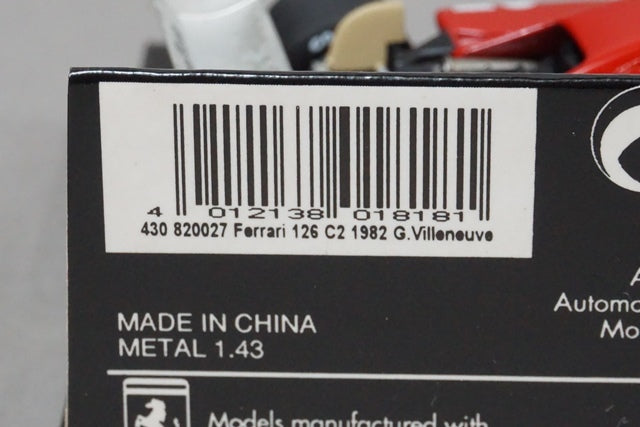 4 012138 018181
430 820027 Ferrari 126 C2 1982 G.Villeneuve
MADE IN CHINA
METAL 1.43
Models manufactured with